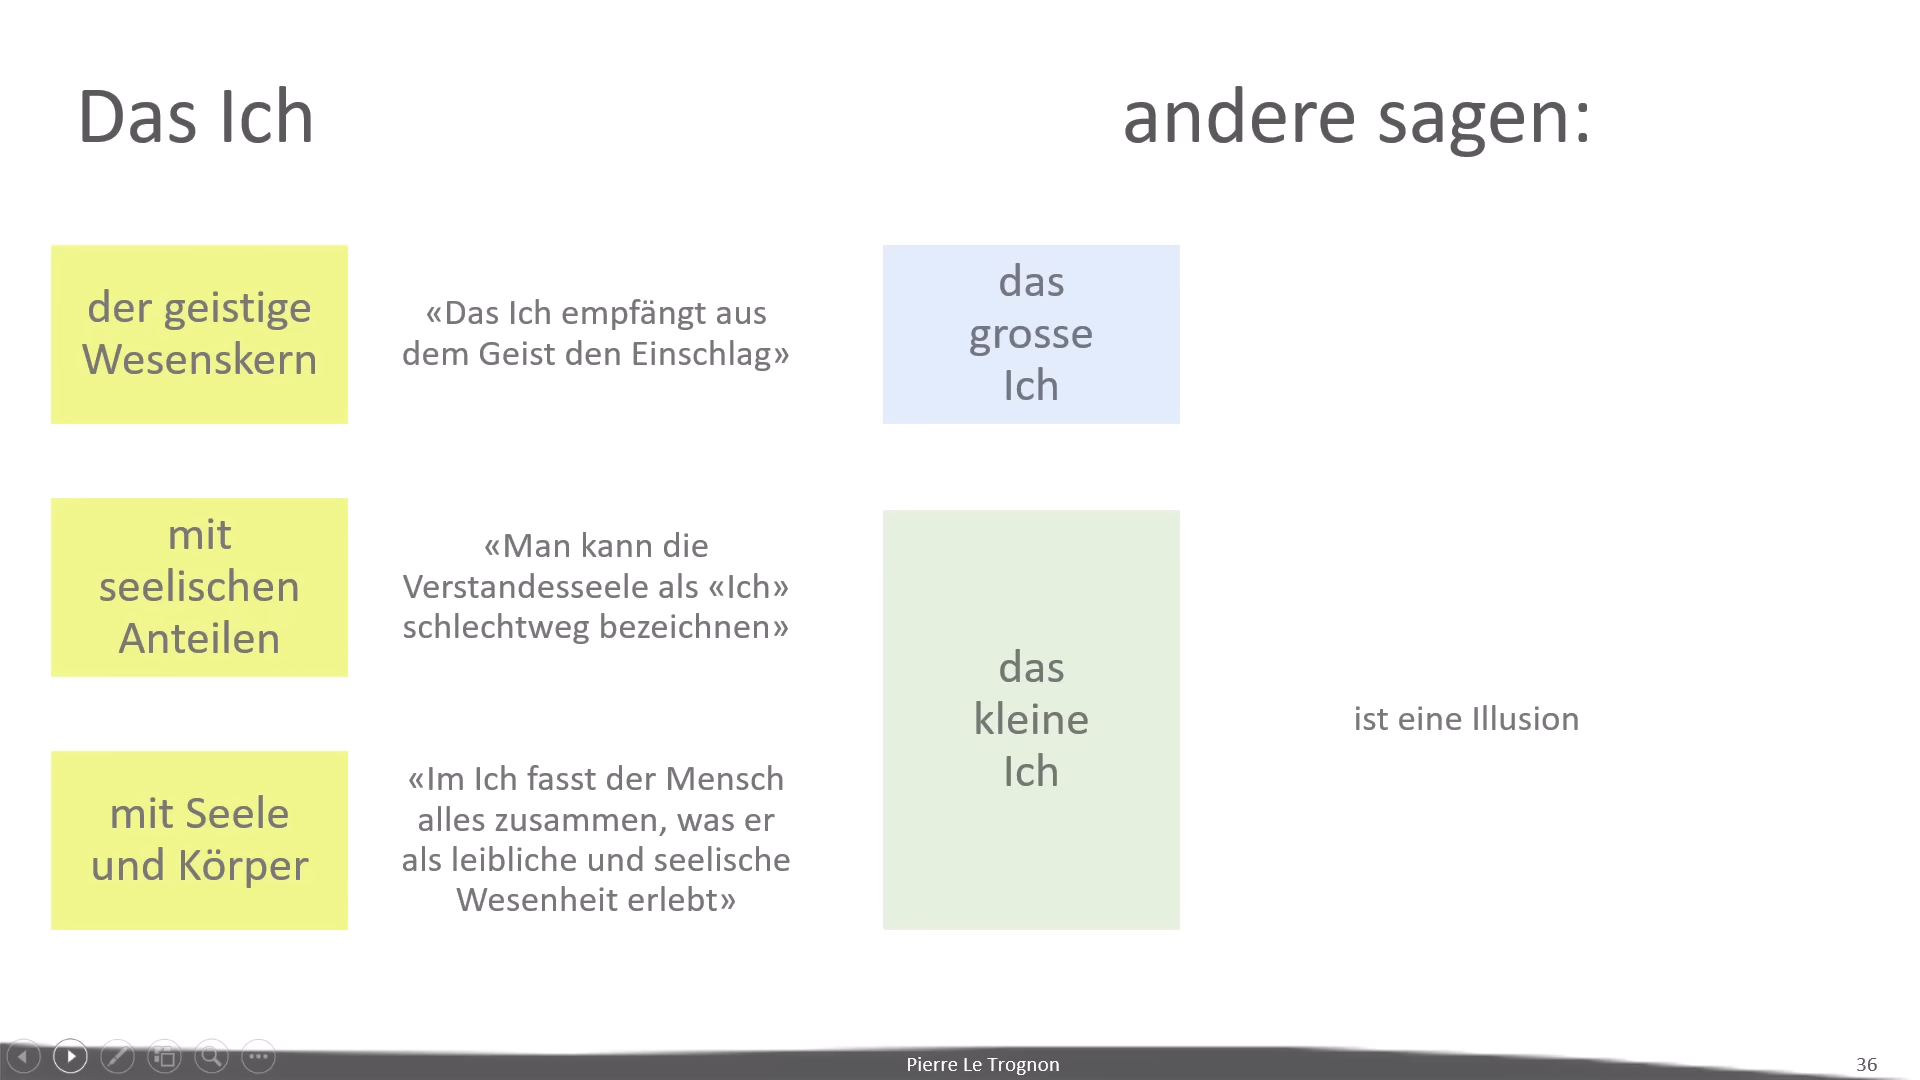 Das Ich
andere sagen:
der geistige
Wesenskern
«Das Ich empfängt aus
dem Geist den Einschlag»
das
grosse
Ich
mit
seelischen
Anteilen
«Man kann die
Verstandesseele als «Ich»
schlechtweg bezeichnen»
mit Seele
und Körper
«Im Ich fasst der Mensch
alles zusammen, was er
als leibliche und seelische
Wesenheit erlebt»
das
kleine
Ich
ist eine Illusion
Pierre Le Trognon
36